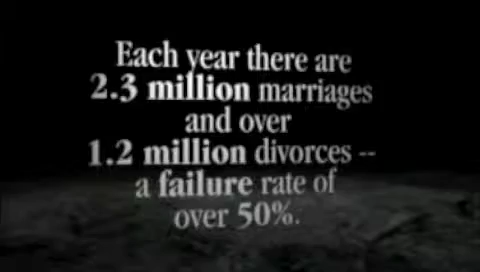 Each year there are
2.3 million marriages
and over
1.2 million divorces --
a failure rate of
over 50%.